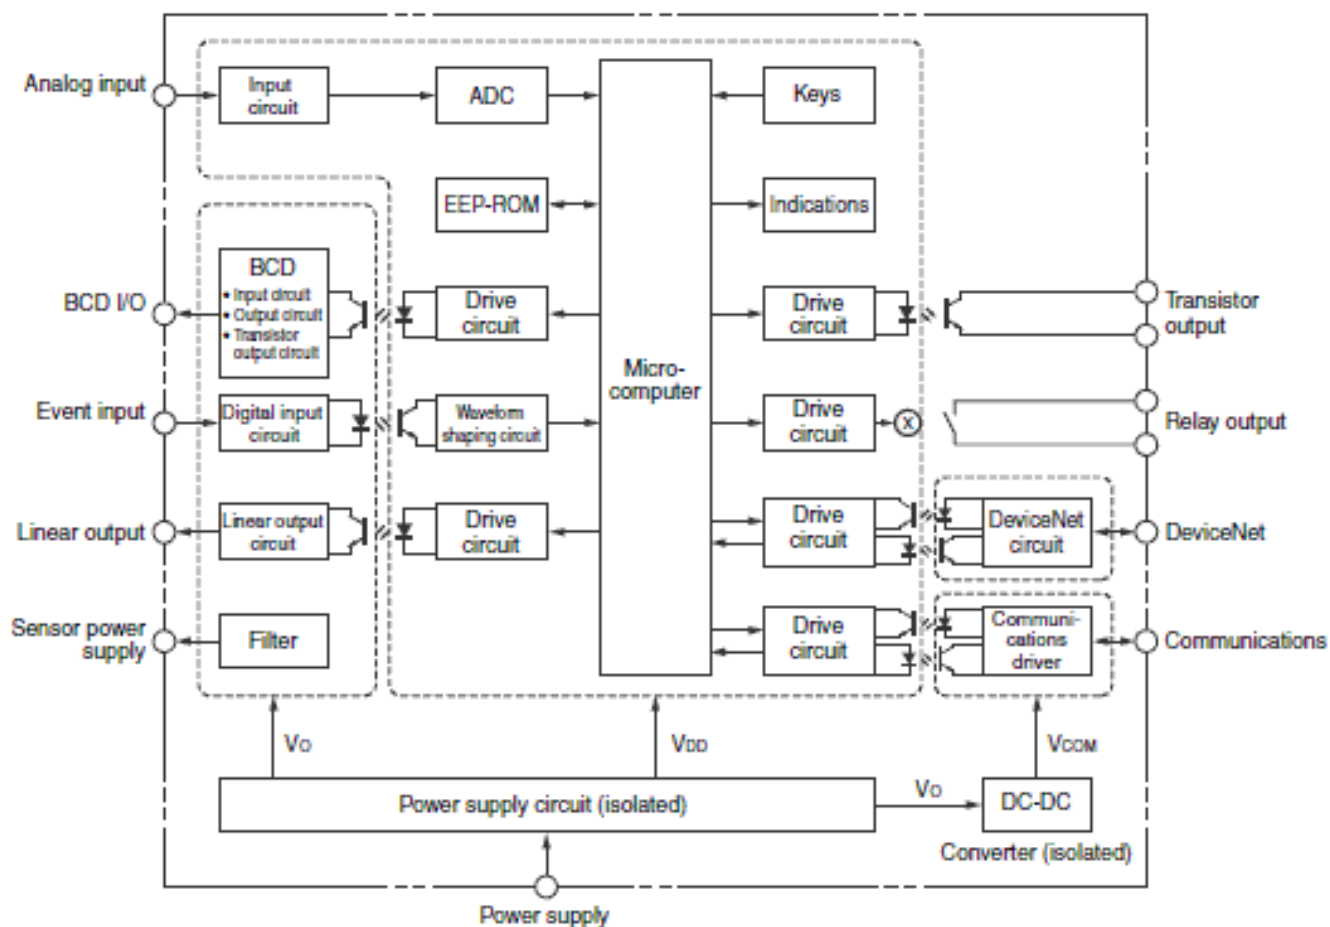 Analog input
Input
circuit
ADC
Keys
EEP-ROM
Indications
BCD I/O
BCD
• Input circuit
• Output circuit
• Transistor
output circuit
Drive
circuit
Micro-
computer
Drive
circuit
Transistor
output
Event input
Digital input
circuit
Waveform
shaping circuit
Drive
circuit
X
Relay output
Linear output
Linear output
circuit
Drive
circuit
Drive
circuit
DeviceNet
circuit
DeviceNet
Sensor power
supply
Filter
Drive
circuit
Communi-
cations
driver
Communications
VO
VDD
VCOM
Power supply circuit (isolated)
VO
DC-DC
Converter (isolated)
Power supply